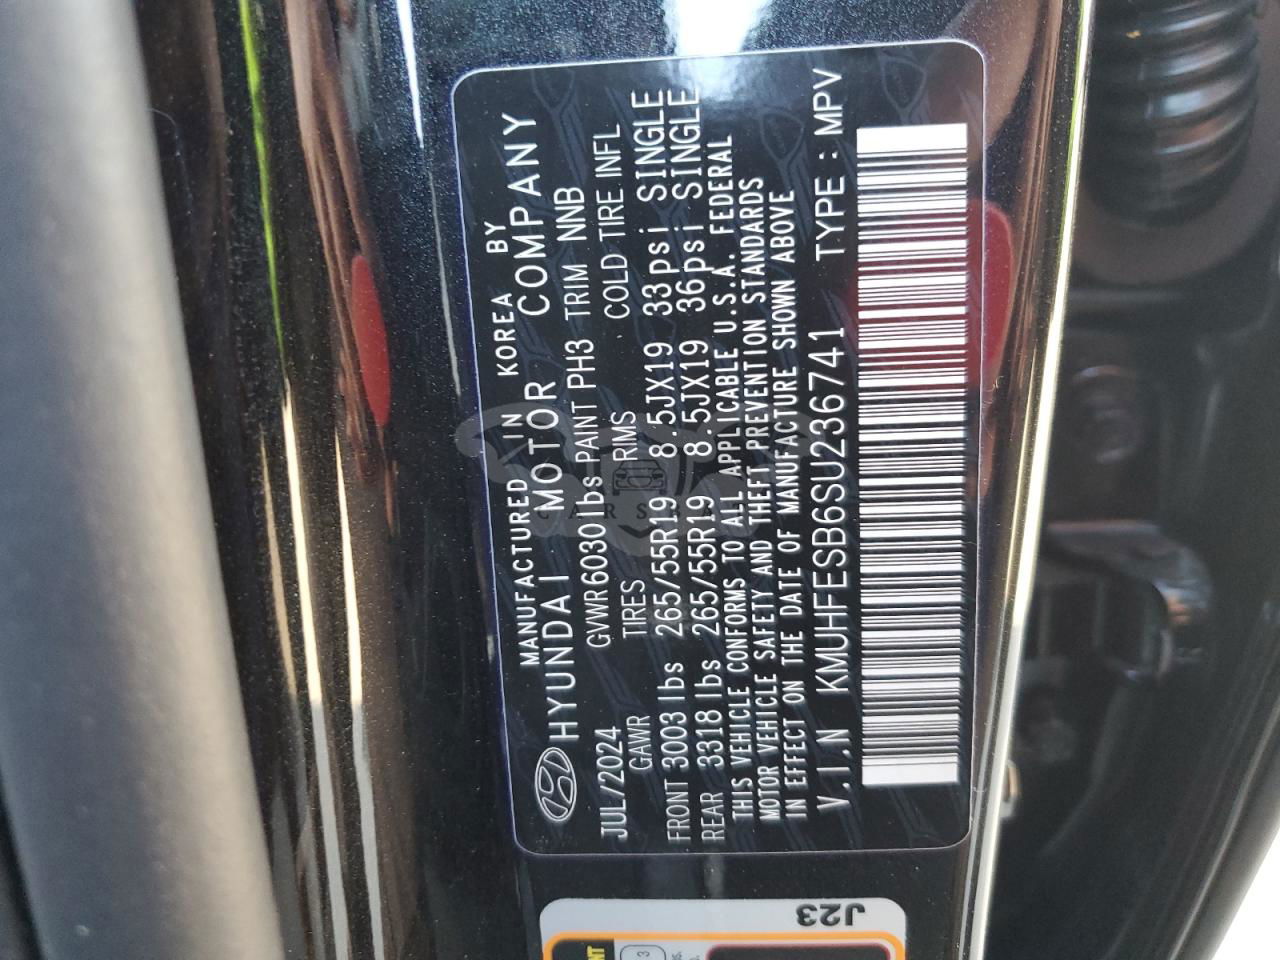 MANUFACTURED IN KOREA BY
HYUNDAI MOTOR COMPANY
JUL/2024 GVWR 6030 lbs PAINT PH3 TRIM NNB
GAWR TIRES RIMS COLD TIRE INFL
FRONT 3003 lbs 265/55R19 8.5JX19 33psi SINGLE
REAR 3318 lbs 265/55R19 8.5JX19 36psi SINGLE
THIS VEHICLE CONFORMS TO ALL APPLICABLE U.S.A. FEDERAL
MOTOR VEHICLE SAFETY AND THEFT PREVENTION STANDARDS
IN EFFECT ON THE DATE OF MANUFACTURE SHOWN ABOVE
V.I.N KMUHFESB6SU236741 TYPE : MPV
J23
3